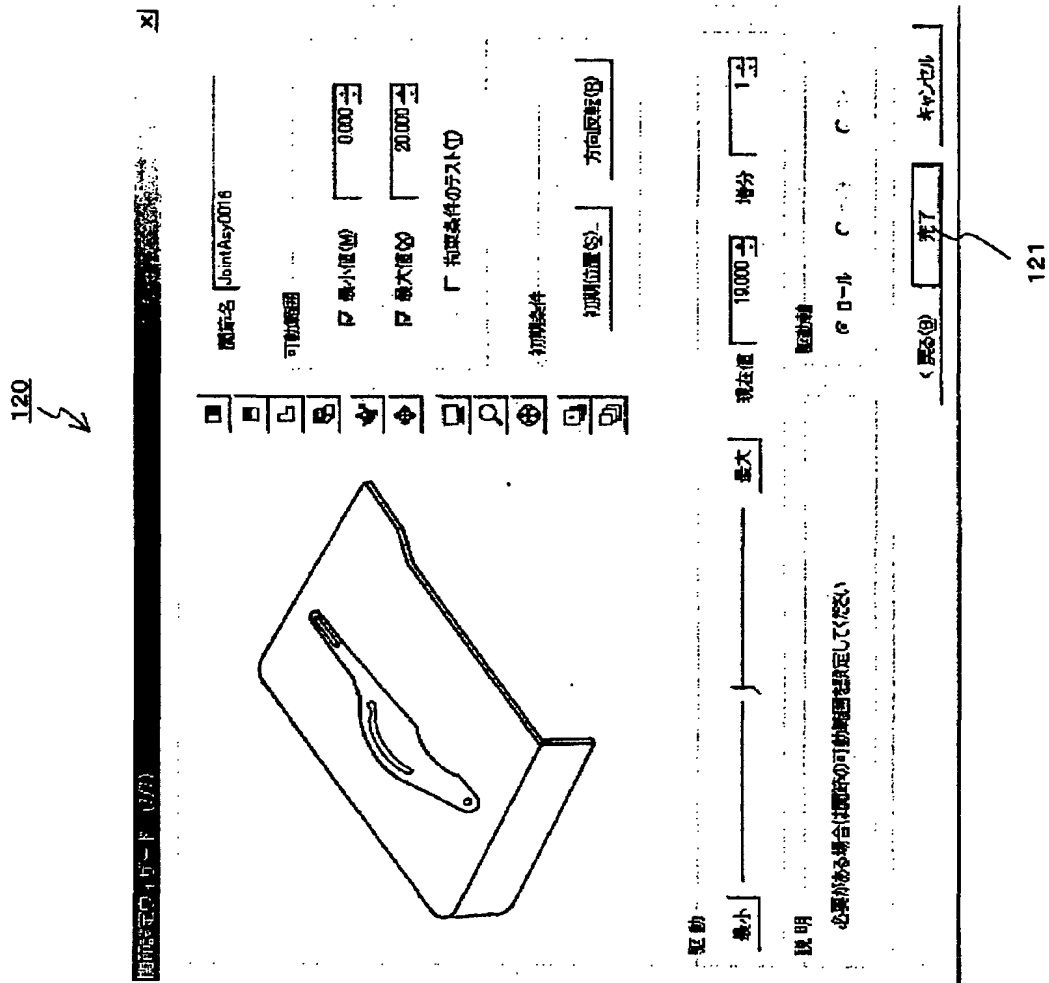 120
関節設定ウィザード
関節名 JointAsy0016
可動範囲
最小値(M) 0.000
最大値(X) 20.000
拘束条件のテスト(T)
初期条件
初期位置(S)...
方向反転(R)
駆動
最小
最大
現在値 19.000
増分 1
説明
必要がある場合は関節の可動範囲を設定してください
駆動軸
ロール
< 戻る(B)
完了
キャンセル
121